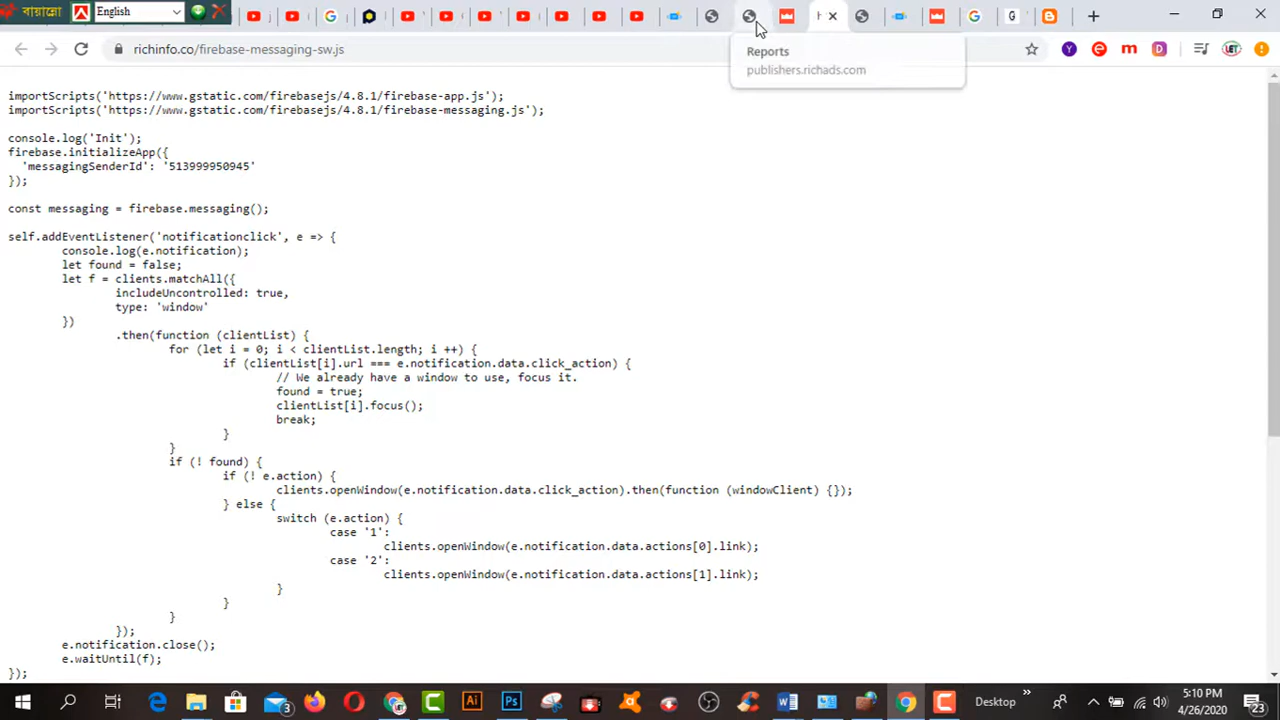 বায়ান্নো
English
richinfo.co/firebase-messaging-sw.js
Reports
publishers.richads.com
importScripts('https://www.gstatic.com/firebasejs/4.8.1/firebase-app.js');
importScripts('https://www.gstatic.com/firebasejs/4.8.1/firebase-messaging.js');
console.log('Init');
firebase.initializeApp({
'messagingSenderId': '513999950945'
});
const messaging = firebase.messaging();
self.addEventListener('notificationclick', e => {
console.log(e.notification);
let found = false;
let f = clients.matchAll({
includeUncontrolled: true,
type: 'window'
})
.then(function (clientList) {
for (let i = 0; i < clientList.length; i ++) {
if (clientList[i].url === e.notification.data.click_action) {
// We already have a window to use, focus it.
found = true;
clientList[i].focus();
break;
}
}
if (! found) {
if (! e.action) {
clients.openWindow(e.notification.data.click_action).then(function (windowClient) {});
} else {
switch (e.action) {
case '1':
clients.openWindow(e.notification.data.actions[0].link);
case '2':
clients.openWindow(e.notification.data.actions[1].link);
}
}
}
});
e.notification.close();
e.waitUntil(f);
});
Desktop
5:10 PM
4/26/2020